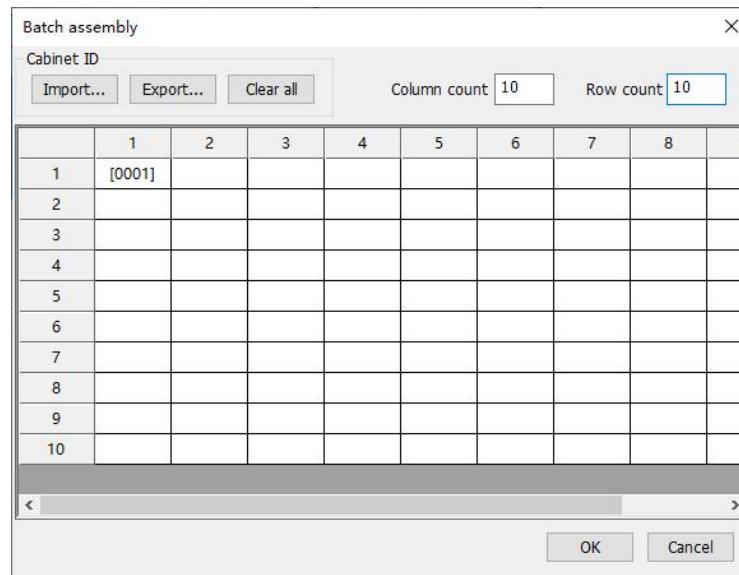 Batch assembly
Cabinet ID
Import... Export... Clear all Column count 10 Row count 10
1 2 3 4 5 6 7 8
1 [0001]
2
3
4
5
6
7
8
9
10
OK Cancel